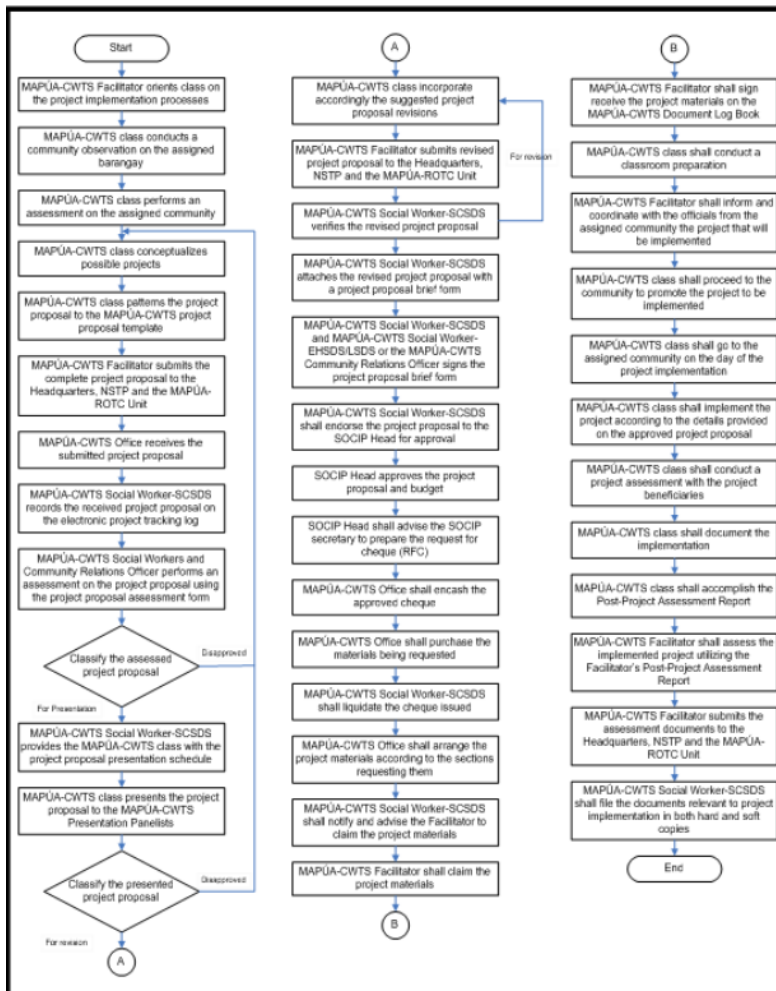 Start
MAPÚA-CWTS Facilitator orients class on
the project implementation processes
MAPÚA-CWTS class conducts a
community observation on the assigned
barangay
MAPÚA-CWTS class performs an
assessment on the assigned community
MAPÚA-CWTS class conceptualizes
possible projects
MAPÚA-CWTS class patterns the project
proposal to the MAPÚA-CWTS project
proposal template
MAPÚA-CWTS Facilitator submits the
complete project proposal to the
Headquarters, NSTP and the MAPÚA-
ROTC Unit
MAPÚA-CWTS Office receives the
submitted project proposal
MAPÚA-CWTS Social Worker-SCSDS
records the received project proposal on
the electronic project tracking log
MAPÚA-CWTS Social Workers and
Community Relations Officer performs an
assessment on the project proposal using
the project proposal assessment form
Classify the assessed
project proposal
Disapproved
For Presentation
MAPÚA-CWTS Social Worker-SCSDS
provides the MAPÚA-CWTS class with the
project proposal presentation schedule
MAPÚA-CWTS class presents the project
proposal to the MAPÚA-CWTS
Presentation Panelists
Classify the presented
project proposal
Disapproved
For revision
A
A
MAPÚA-CWTS class incorporate
accordingly the suggested project
proposal revisions
MAPÚA-CWTS Facilitator submits revised
project proposal to the Headquarters,
NSTP and the MAPÚA-ROTC Unit
For revision
MAPÚA-CWTS Social Worker-SCSDS
verifies the revised project proposal
MAPÚA-CWTS Social Worker-SCSDS
attaches the revised project proposal with
a project proposal brief form
MAPÚA-CWTS Social Worker-SCSDS
and MAPÚA-CWTS Social Worker-
EHSDS/LSDS or the MAPÚA-CWTS
Community Relations Officer signs the
project proposal brief form
MAPÚA-CWTS Social Worker-SCSDS
shall endorse the project proposal to the
SOCIP Head for approval
SOCIP Head approves the project
proposal and budget
SOCIP Head shall advise the SOCIP
secretary to prepare the request for
cheque (RFC)
MAPÚA-CWTS Office shall encash the
approved cheque
MAPÚA-CWTS Office shall purchase the
materials being requested
MAPÚA-CWTS Social Worker-SCSDS
shall liquidate the cheque issued
MAPÚA-CWTS Office shall arrange the
project materials according to the sections
requesting them
MAPÚA-CWTS Social Worker-SCSDS
shall notify and advise the Facilitator to
claim the project materials
MAPÚA-CWTS Facilitator shall claim the
project materials
B
B
MAPÚA-CWTS Facilitator shall sign
receive the project materials on the
MAPÚA-CWTS Document Log Book
MAPÚA-CWTS class shall conduct a
classroom preparation
MAPÚA-CWTS Facilitator shall inform and
coordinate with the officials from the
assigned community the project that will be
implemented
MAPÚA-CWTS class shall proceed to the
community to promote the project to be
implemented
MAPÚA-CWTS class shall go to the
assigned community on the day of the
project implementation
MAPÚA-CWTS class shall implement the
project according to the details provided
on the approved project proposal
MAPÚA-CWTS class shall conduct a
project assessment with the project
beneficiaries
MAPÚA-CWTS class shall document the
implementation
MAPÚA-CWTS class shall accomplish the
Post-Project Assessment Report
MAPÚA-CWTS Facilitator shall assess the
implemented project utilizing the
Facilitator's Post-Project Assessment
Report
MAPÚA-CWTS Facilitator submits the
assessment documents to the
Headquarters, NSTP and the MAPÚA-
ROTC Unit
MAPÚA-CWTS Social Worker-SCSDS
shall file the documents relevant to project
implementation in both hard and soft
copies
End